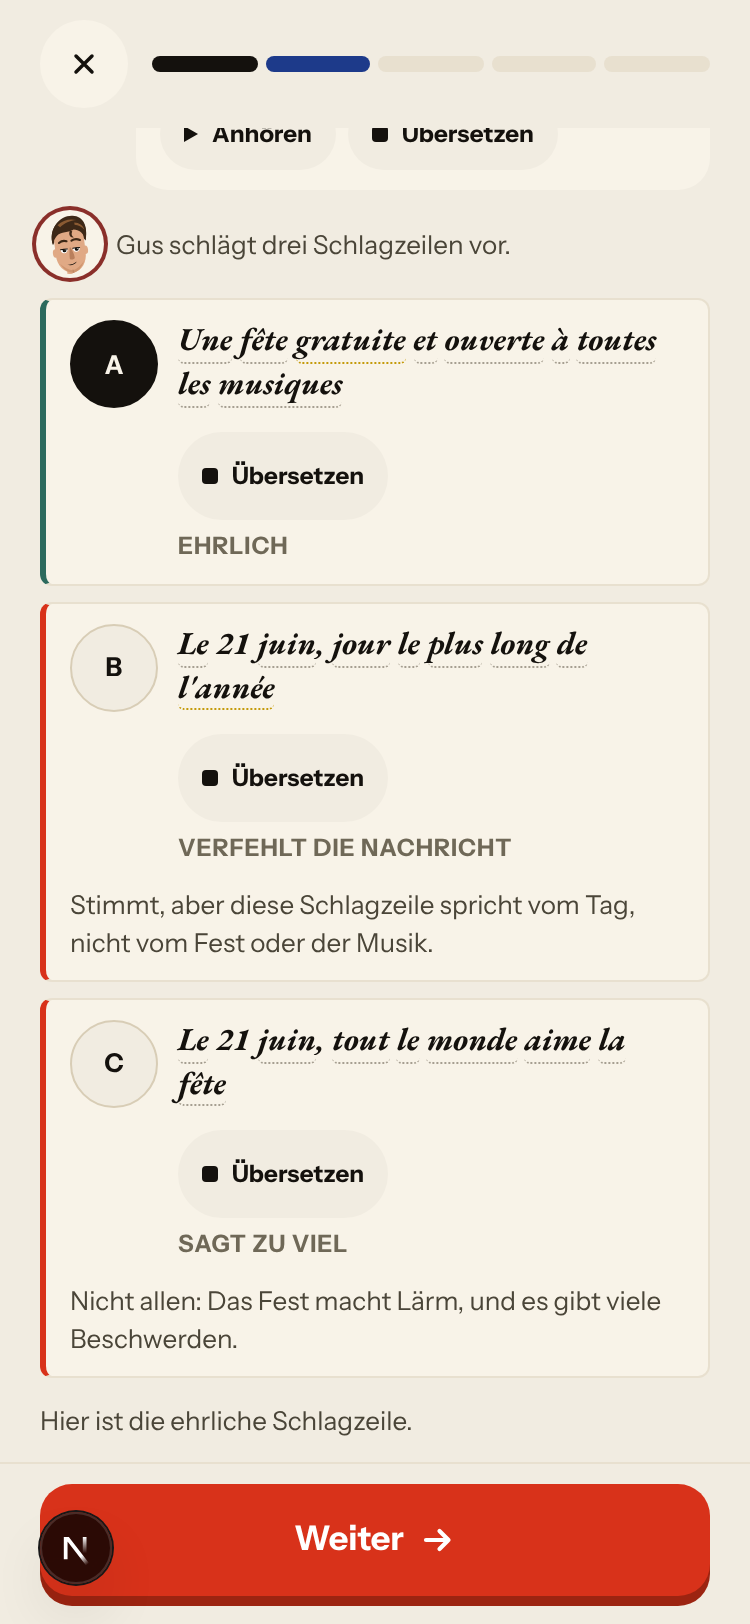 Anhören Übersetzen
Gus schlägt drei Schlagzeilen vor.
A
Une fête gratuite et ouverte à toutes
les musiques
Übersetzen
EHRLICH
B
Le 21 juin, jour le plus long de
l'année
Übersetzen
VERFEHLT DIE NACHRICHT
Stimmt, aber diese Schlagzeile spricht vom Tag,
nicht vom Fest oder der Musik.
C
Le 21 juin, tout le monde aime la
fête
Übersetzen
SAGT ZU VIEL
Nicht allen: Das Fest macht Lärm, und es gibt viele
Beschwerden.
Hier ist die ehrliche Schlagzeile.
Weiter →
N